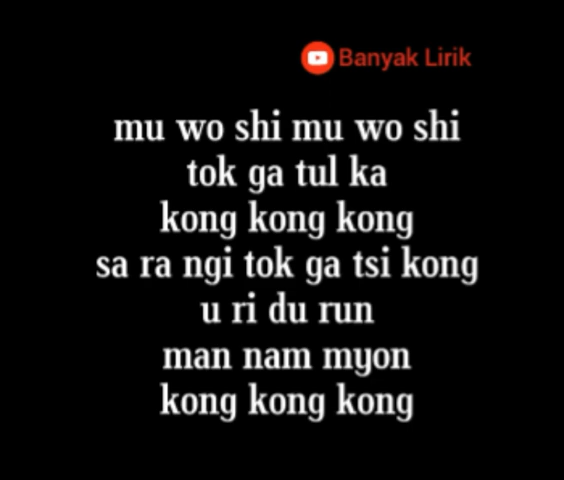 Banyak Lirik
mu wo shi mu wo shi
tok ga tul ka
kong kong kong
sa ra ngi tok ga tsi kong
u ri du run
man nam myon
kong kong kong